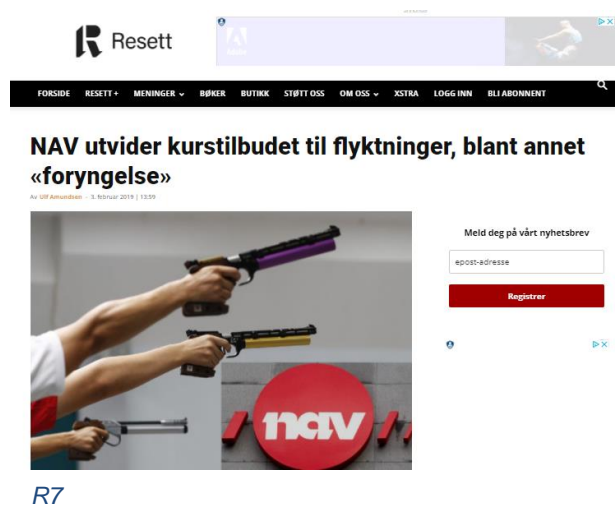 Resett
Adobe
FORSIDE RESETT + MENINGER BØKER BUTIKK STØTT OSS OM OSS XSTRA LOGG INN BLI ABONNENT
NAV utvider kurstilbudet til flyktninger, blant annet
«foryngelse»
Av Ulf Amundsen - 3. februar 2019 | 13:59
Meld deg på vårt nyhetsbrev
epost-adresse
Registrer
nav
R7